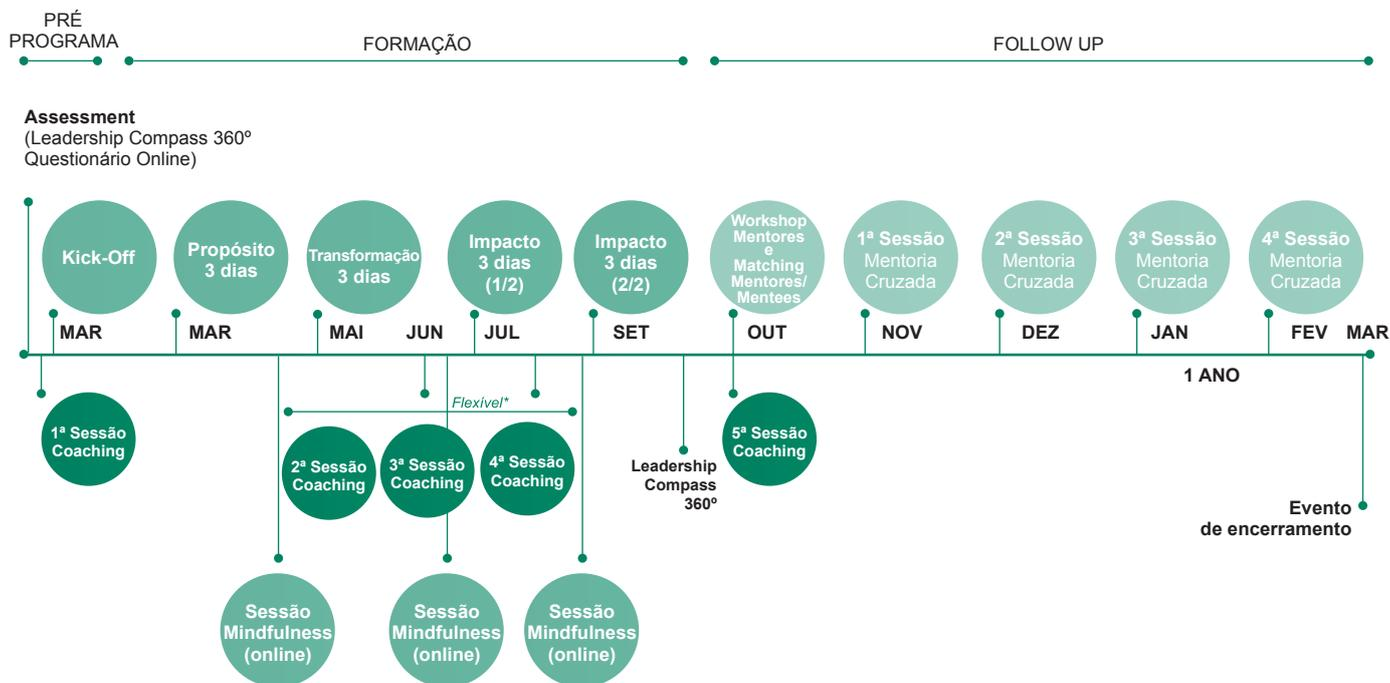 PRÉ
PROGRAMA
FORMAÇÃO
FOLLOW UP
Assessment
(Leadership Compass 360º
Questionário Online)
Kick-Off
Propósito
3 dias
Transformação
3 dias
Impacto
3 dias
(1/2)
Impacto
3 dias
(2/2)
Workshop
Mentores
e
Matching
Mentores/
Mentees
1ª Sessão
Mentoria
Cruzada
2ª Sessão
Mentoria
Cruzada
3ª Sessão
Mentoria
Cruzada
4ª Sessão
Mentoria
Cruzada
MAR
MAR
MAI
JUN
JUL
SET
OUT
NOV
DEZ
JAN
FEV
MAR
1 ANO
Flexível*
1ª Sessão
Coaching
2ª Sessão
Coaching
3ª Sessão
Coaching
4ª Sessão
Coaching
Leadership
Compass
360º
5ª Sessão
Coaching
Evento
de encerramento
Sessão
Mindfulness
(online)
Sessão
Mindfulness
(online)
Sessão
Mindfulness
(online)